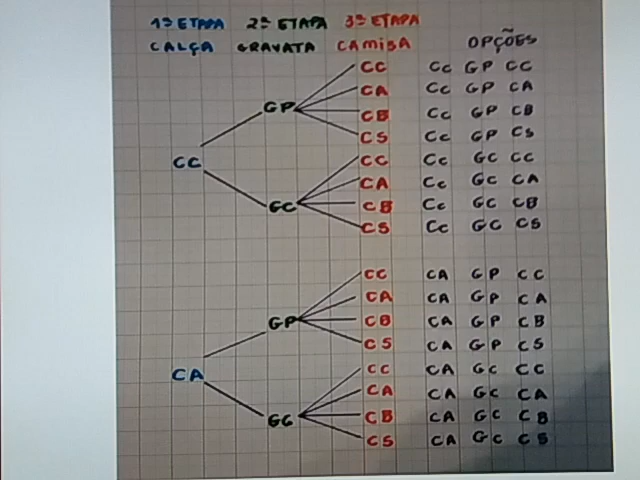 1ª ETAPA 2ª ETAPA 3ª ETAPA
CALÇA GRAVATA CAMISA OPÇÕES
CC CC GP CC
CA CC GP CA
GP CB CC GP CB
CS CC GP CS
CC CC CC GC CC
CA CC GC CA
GC CB CC GC CB
CS CC GC CS
CC CA GP CC
CA CA GP CA
GP CB CA GP CB
CS CA GP CS
CA CC CA GC CC
CA CA GC CA
GC CB CA GC CB
CS CA GC CS